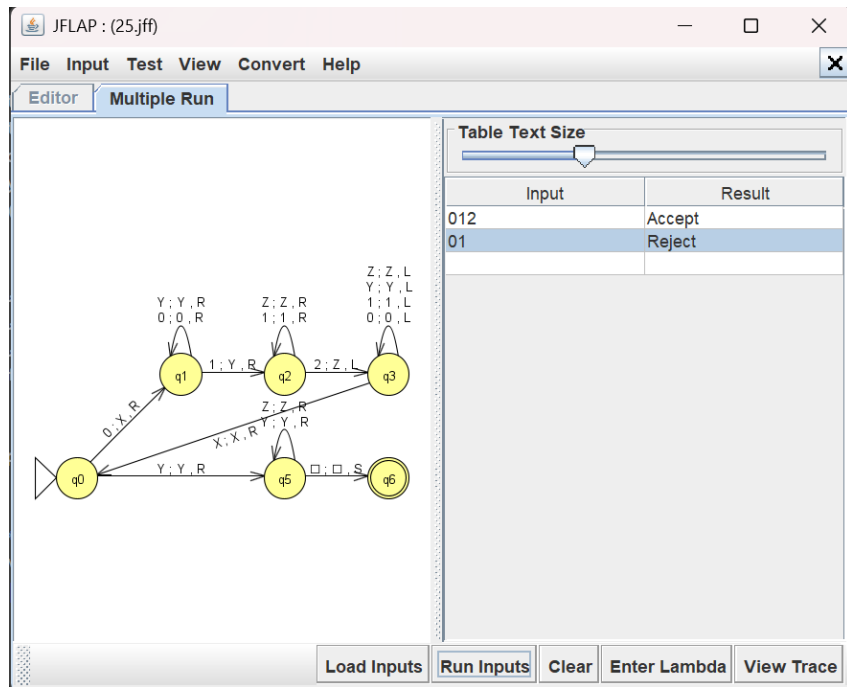 JFLAP : (25.jff)
File Input Test View Convert Help
Editor Multiple Run
Table Text Size
Input Result
012 Accept
01 Reject
Z ; Z , L
Y ; Y , L
1 ; 1 , L
0 ; 0 , L
Y ; Y , R
0 ; 0 , R
Z ; Z , R
1 ; 1 , R
q1
1 ; Y , R
q2
2 ; Z , L
q3
0 ; X , R
X ; X , R
Z ; Z , R
Y ; Y , R
q0
Y ; Y , R
q5
□ ; □ , S
q6
Load Inputs Run Inputs Clear Enter Lambda View Trace